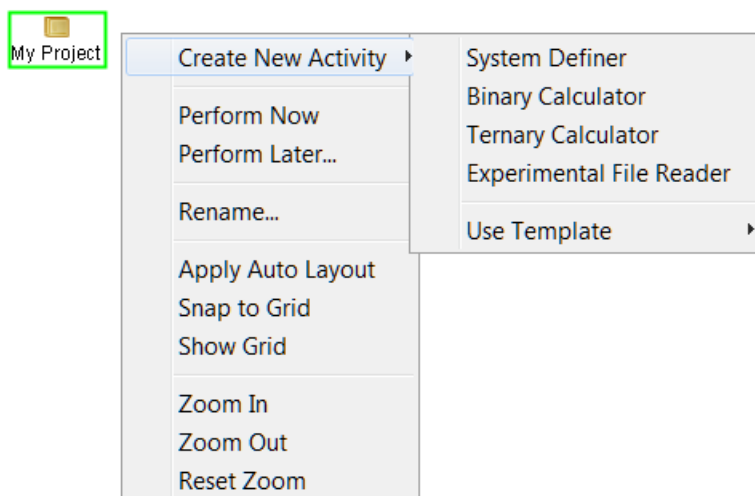 My Project
Create New Activity
Perform Now
Perform Later...
Rename...
Apply Auto Layout
Snap to Grid
Show Grid
Zoom In
Zoom Out
Reset Zoom
System Definer
Binary Calculator
Ternary Calculator
Experimental File Reader
Use Template